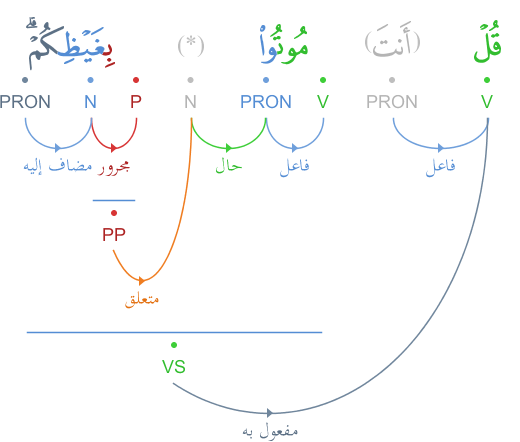 قُلْ (أَنتَ) مُوتُوا۟ (*) بِغَيْظِكُمْ ۗ
V PRON V PRON N P N PRON
فاعل فاعل حال مجرور مضاف إليه
PP
متعلق
VS
مفعول به